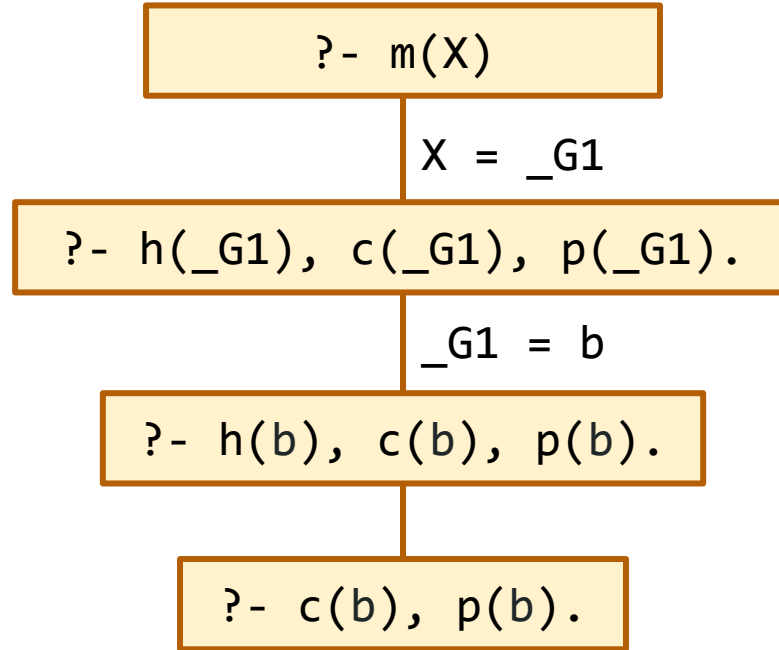 ?- m(X)
X = _G1
?- h(_G1), c(_G1), p(_G1).
_G1 = b
?- h(b), c(b), p(b).
?- c(b), p(b).